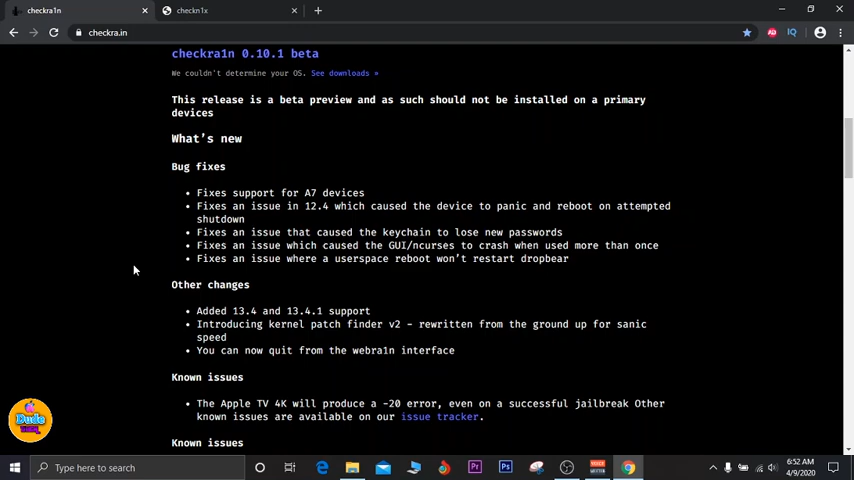 checkra1n
checkn1x
checkra.in
checkra1n 0.10.1 beta
We couldn't determine your OS. See downloads »
This release is a beta preview and as such should not be installed on a primary
devices
What's new
Bug fixes
• Fixes support for A7 devices
• Fixes an issue in 12.4 which caused the device to panic and reboot on attempted
shutdown
• Fixes an issue that caused the keychain to lose new passwords
• Fixes an issue which caused the GUI/ncurses to crash when used more than once
• Fixes an issue where a userspace reboot won't restart dropbear
Other changes
• Added 13.4 and 13.4.1 support
• Introducing kernel patch finder v2 - rewritten from the ground up for sanic
speed
• You can now quit from the webra1n interface
Known issues
• The Apple TV 4K will produce a -20 error, even on a successful jailbreak Other
known issues are available on our issue tracker.
Known issues
Dude
Type here to search
Pr
Ps
6:52 AM
4/9/2020